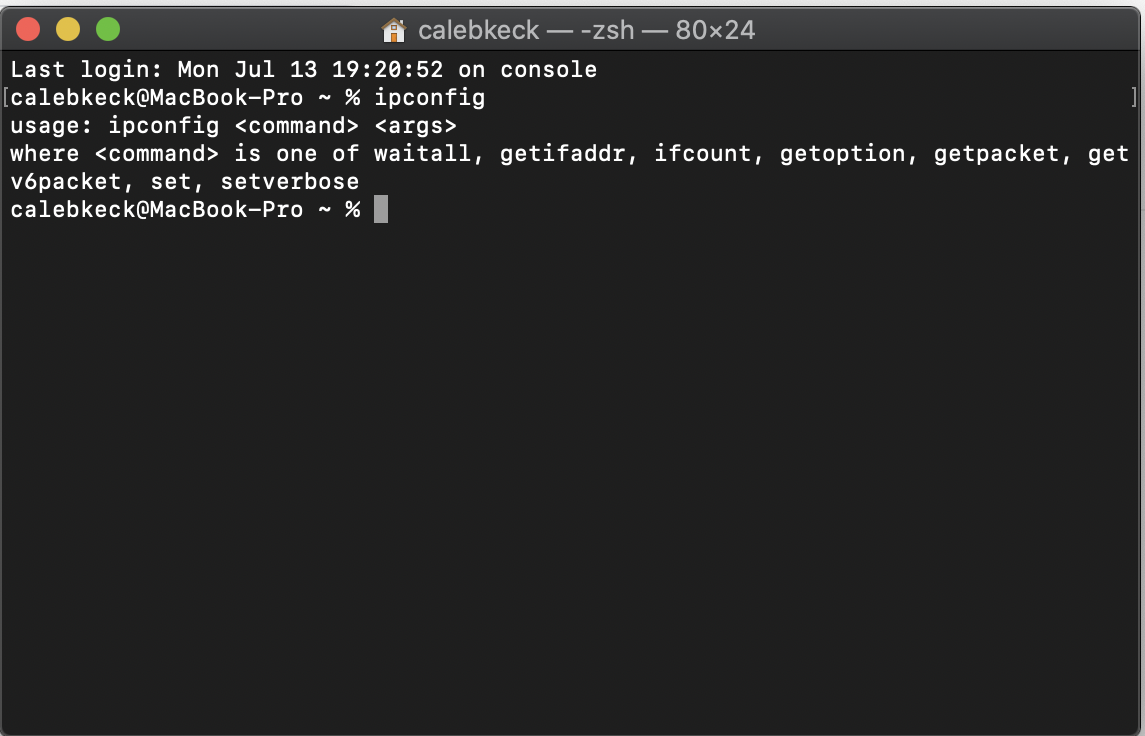 calebkeck — -zsh — 80×24
Last login: Mon Jul 13 19:20:52 on console
[calebkeck@MacBook-Pro ~ % ipconfig ]
usage: ipconfig <command> <args>
where <command> is one of waitall, getifaddr, ifcount, getoption, getpacket, get
v6packet, set, setverbose
calebkeck@MacBook-Pro ~ %